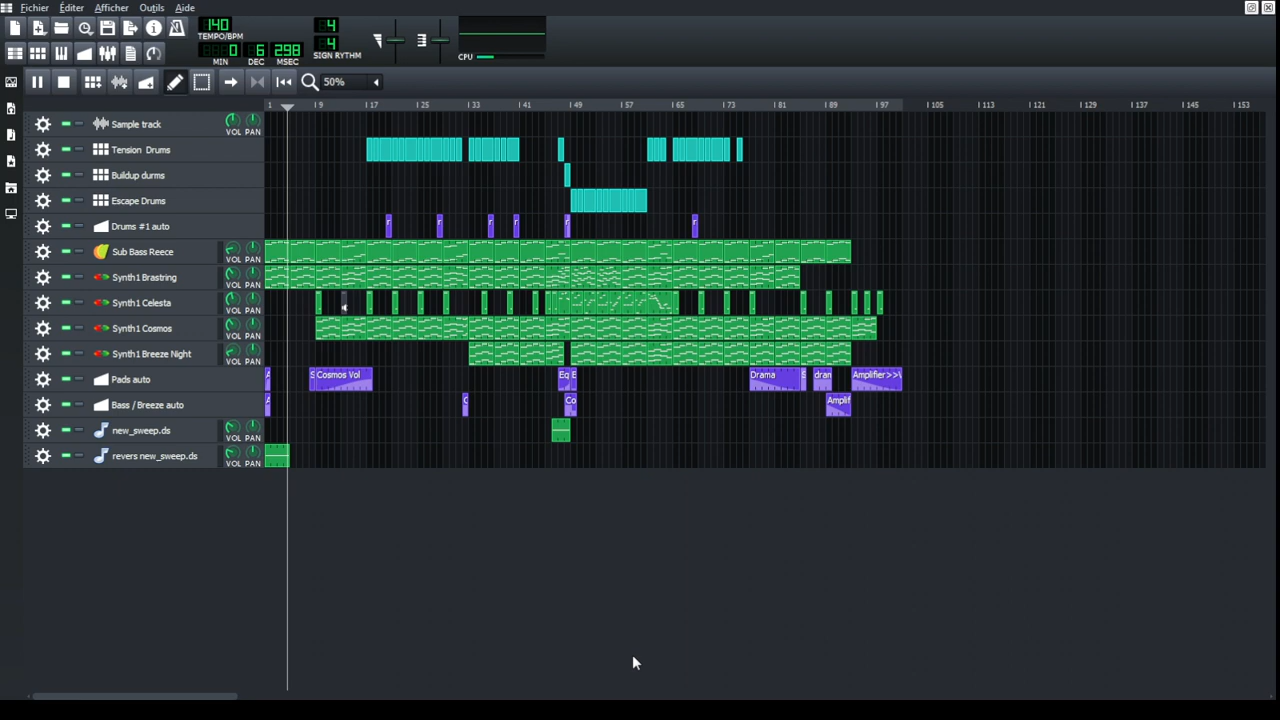 Fichier Éditer Afficher Outils Aide
140
TEMPO/BPM
0 6 298
MIN DEC MSEC
4
4
SIGN RYTHM
CPU
50%
1 9 17 25 33 41 49 57 65 73 81 89 97 105 113 121 129 137 145 153
Sample track VOL PAN
Tension Drums
Buildup durms
Escape Drums
Drums #1 auto r r r r r r
Sub Bass Reece VOL PAN
Synth1 Brastring VOL PAN
Synth1 Celesta VOL PAN
Synth1 Cosmos VOL PAN
Synth1 Breeze Night VOL PAN
Pads auto A S Cosmos Vol Eq E Drama S dran Amplifier>>V
Bass / Breeze auto A C Co Amplif
new_sweep.ds VOL PAN
revers new_sweep.ds VOL PAN